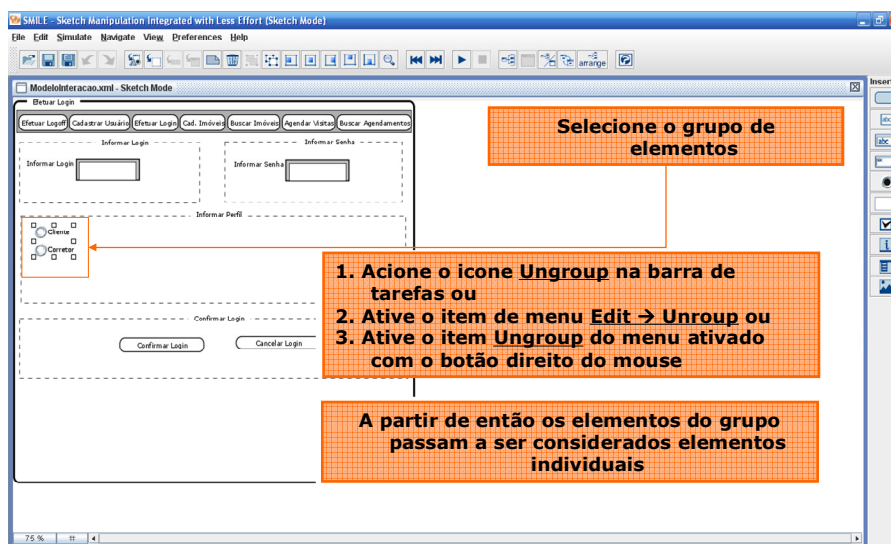 SMILE - Sketch Manipulation Integrated with Less Effort (Sketch Mode)
File Edit Simulate Navigate View Preferences Help
arrange
Inser
ModeloInteracao.xml - Sketch Mode
Efetuar Login
Efetuar Logoff Cadastrar Usuário Efetuar Login Cad. Imóveis Buscar Imóveis Agendar Visitas Buscar Agendamentos
Informar Login
Informar Senha
Informar Login
Informar Senha
Informar Perfil
Cliente
Corretor
Confirmar Login
Confirmar Login
Cancelar Login
Selecione o grupo de
elementos
1. Acione o icone Ungroup na barra de
tarefas ou
2. Ative o item de menu Edit → Unroup ou
3. Ative o item Ungroup do menu ativado
com o botão direito do mouse
A partir de então os elementos do grupo
passam a ser considerados elementos
individuais
75 %
#